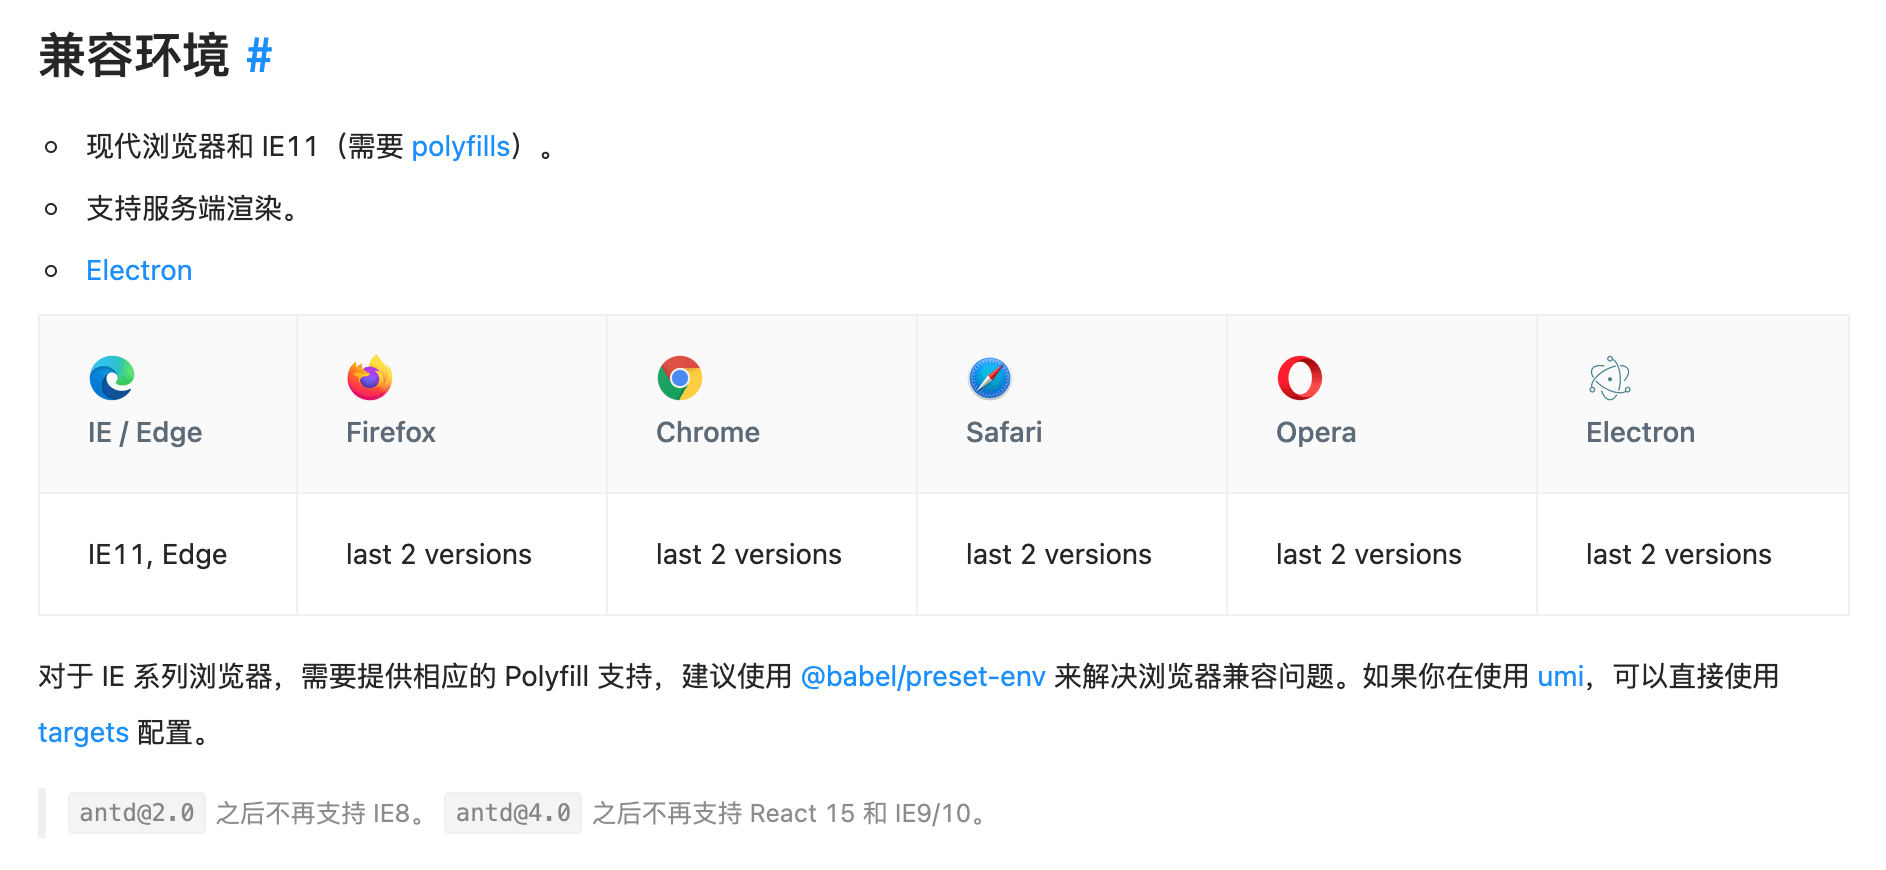 兼容环境 #
现代浏览器和 IE11（需要 polyfills）。
支持服务端渲染。
Electron
IE / Edge Firefox Chrome Safari Opera Electron
IE11, Edge last 2 versions last 2 versions last 2 versions last 2 versions last 2 versions
对于 IE 系列浏览器，需要提供相应的 Polyfill 支持，建议使用 @babel/preset-env 来解决浏览器兼容问题。如果你在使用 umi，可以直接使用
targets 配置。
antd@2.0 之后不再支持 IE8。 antd@4.0 之后不再支持 React 15 和 IE9/10。